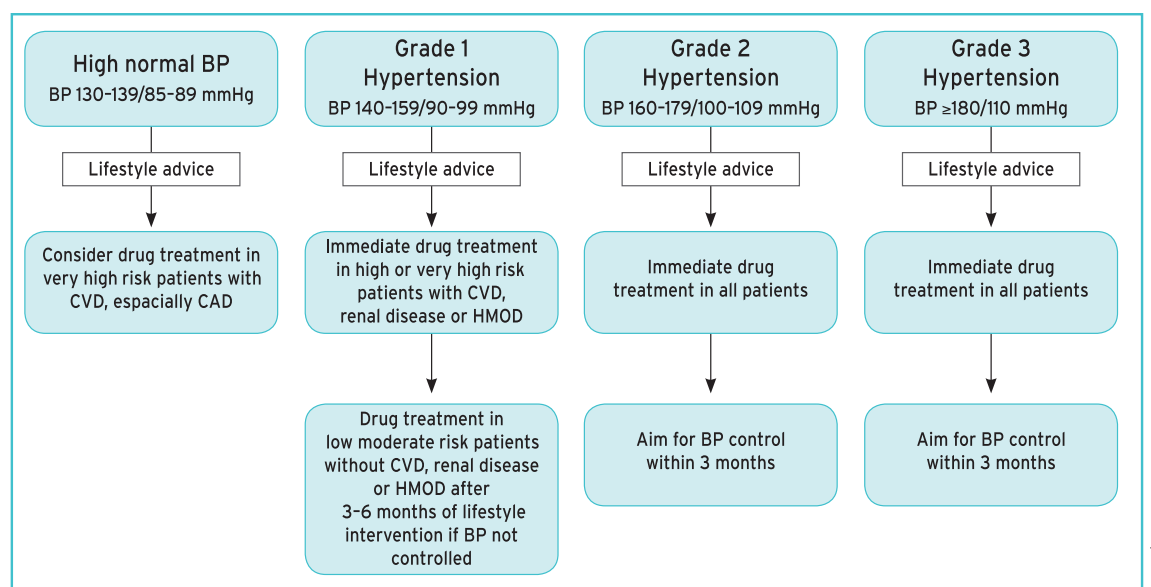 High normal BP
BP 130–139/85–89 mmHg
Lifestyle advice
Consider drug treatment in
very high risk patients with
CVD, espacially CAD
Grade 1
Hypertension
BP 140–159/90–99 mmHg
Lifestyle advice
Immediate drug treatment
in high or very high risk
patients with CVD,
renal disease or HMOD
Drug treatment in
low moderate risk patients
without CVD, renal disease
or HMOD after
3–6 months of lifestyle
intervention if BP not
controlled
Grade 2
Hypertension
BP 160–179/100–109 mmHg
Lifestyle advice
Immediate drug
treatment in all patients
Aim for BP control
within 3 months
Grade 3
Hypertension
BP ≥180/110 mmHg
Lifestyle advice
Immediate drug
treatment in all patients
Aim for BP control
within 3 months